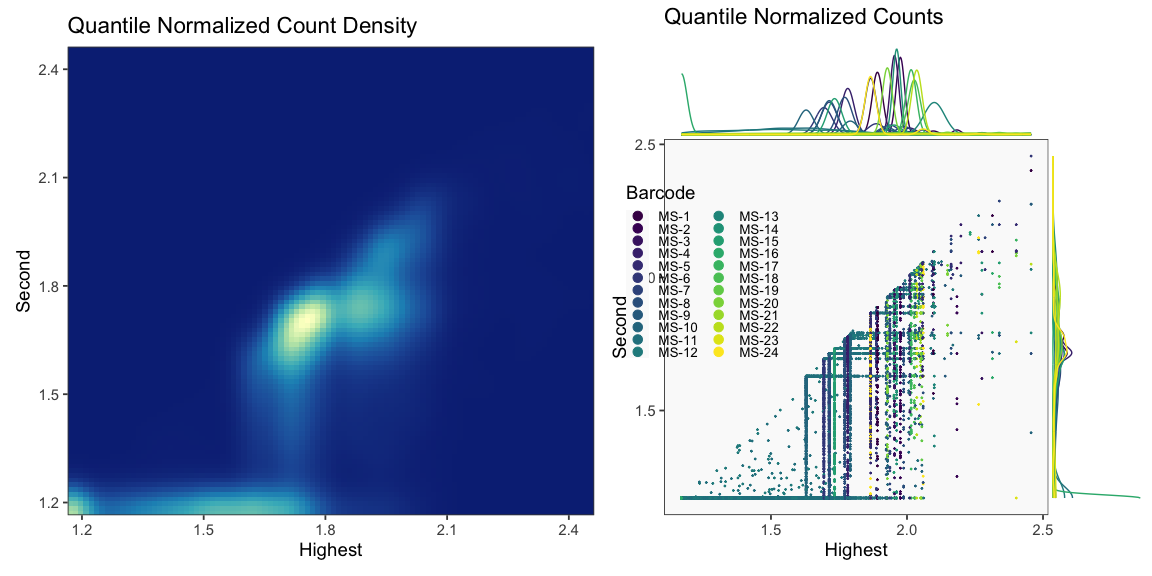 Quantile Normalized Count Density
2.4
2.1
1.8
1.5
1.2
Second
1.2 1.5 1.8 2.1 2.4
Highest
Quantile Normalized Counts
2.5
0
1.5
Second
Barcode
MS-1 MS-13
MS-2 MS-14
MS-3 MS-15
MS-4 MS-16
MS-5 MS-17
MS-6 MS-18
MS-7 MS-19
MS-8 MS-20
MS-9 MS-21
MS-10 MS-22
MS-11 MS-23
MS-12 MS-24
1.5 2.0 2.5
Highest